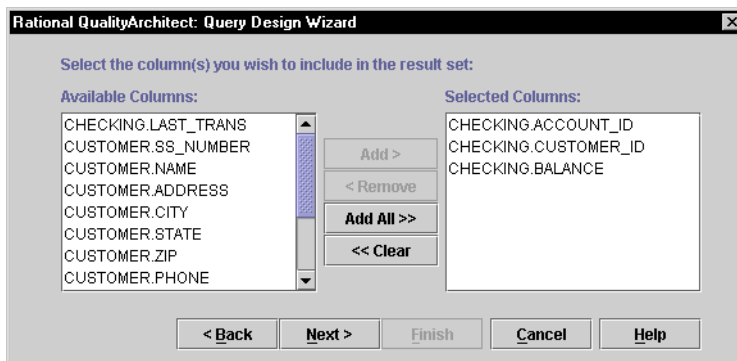 Rational QualityArchitect: Query Design Wizard
Select the column(s) you wish to include in the result set:
Available Columns:
CHECKING.LAST_TRANS
CUSTOMER.SS_NUMBER
CUSTOMER.NAME
CUSTOMER.ADDRESS
CUSTOMER.CITY
CUSTOMER.STATE
CUSTOMER.ZIP
CUSTOMER.PHONE
Add >
< Remove
Add All >>
<< Clear
Selected Columns:
CHECKING.ACCOUNT_ID
CHECKING.CUSTOMER_ID
CHECKING.BALANCE
< Back
Next >
Finish
Cancel
Help